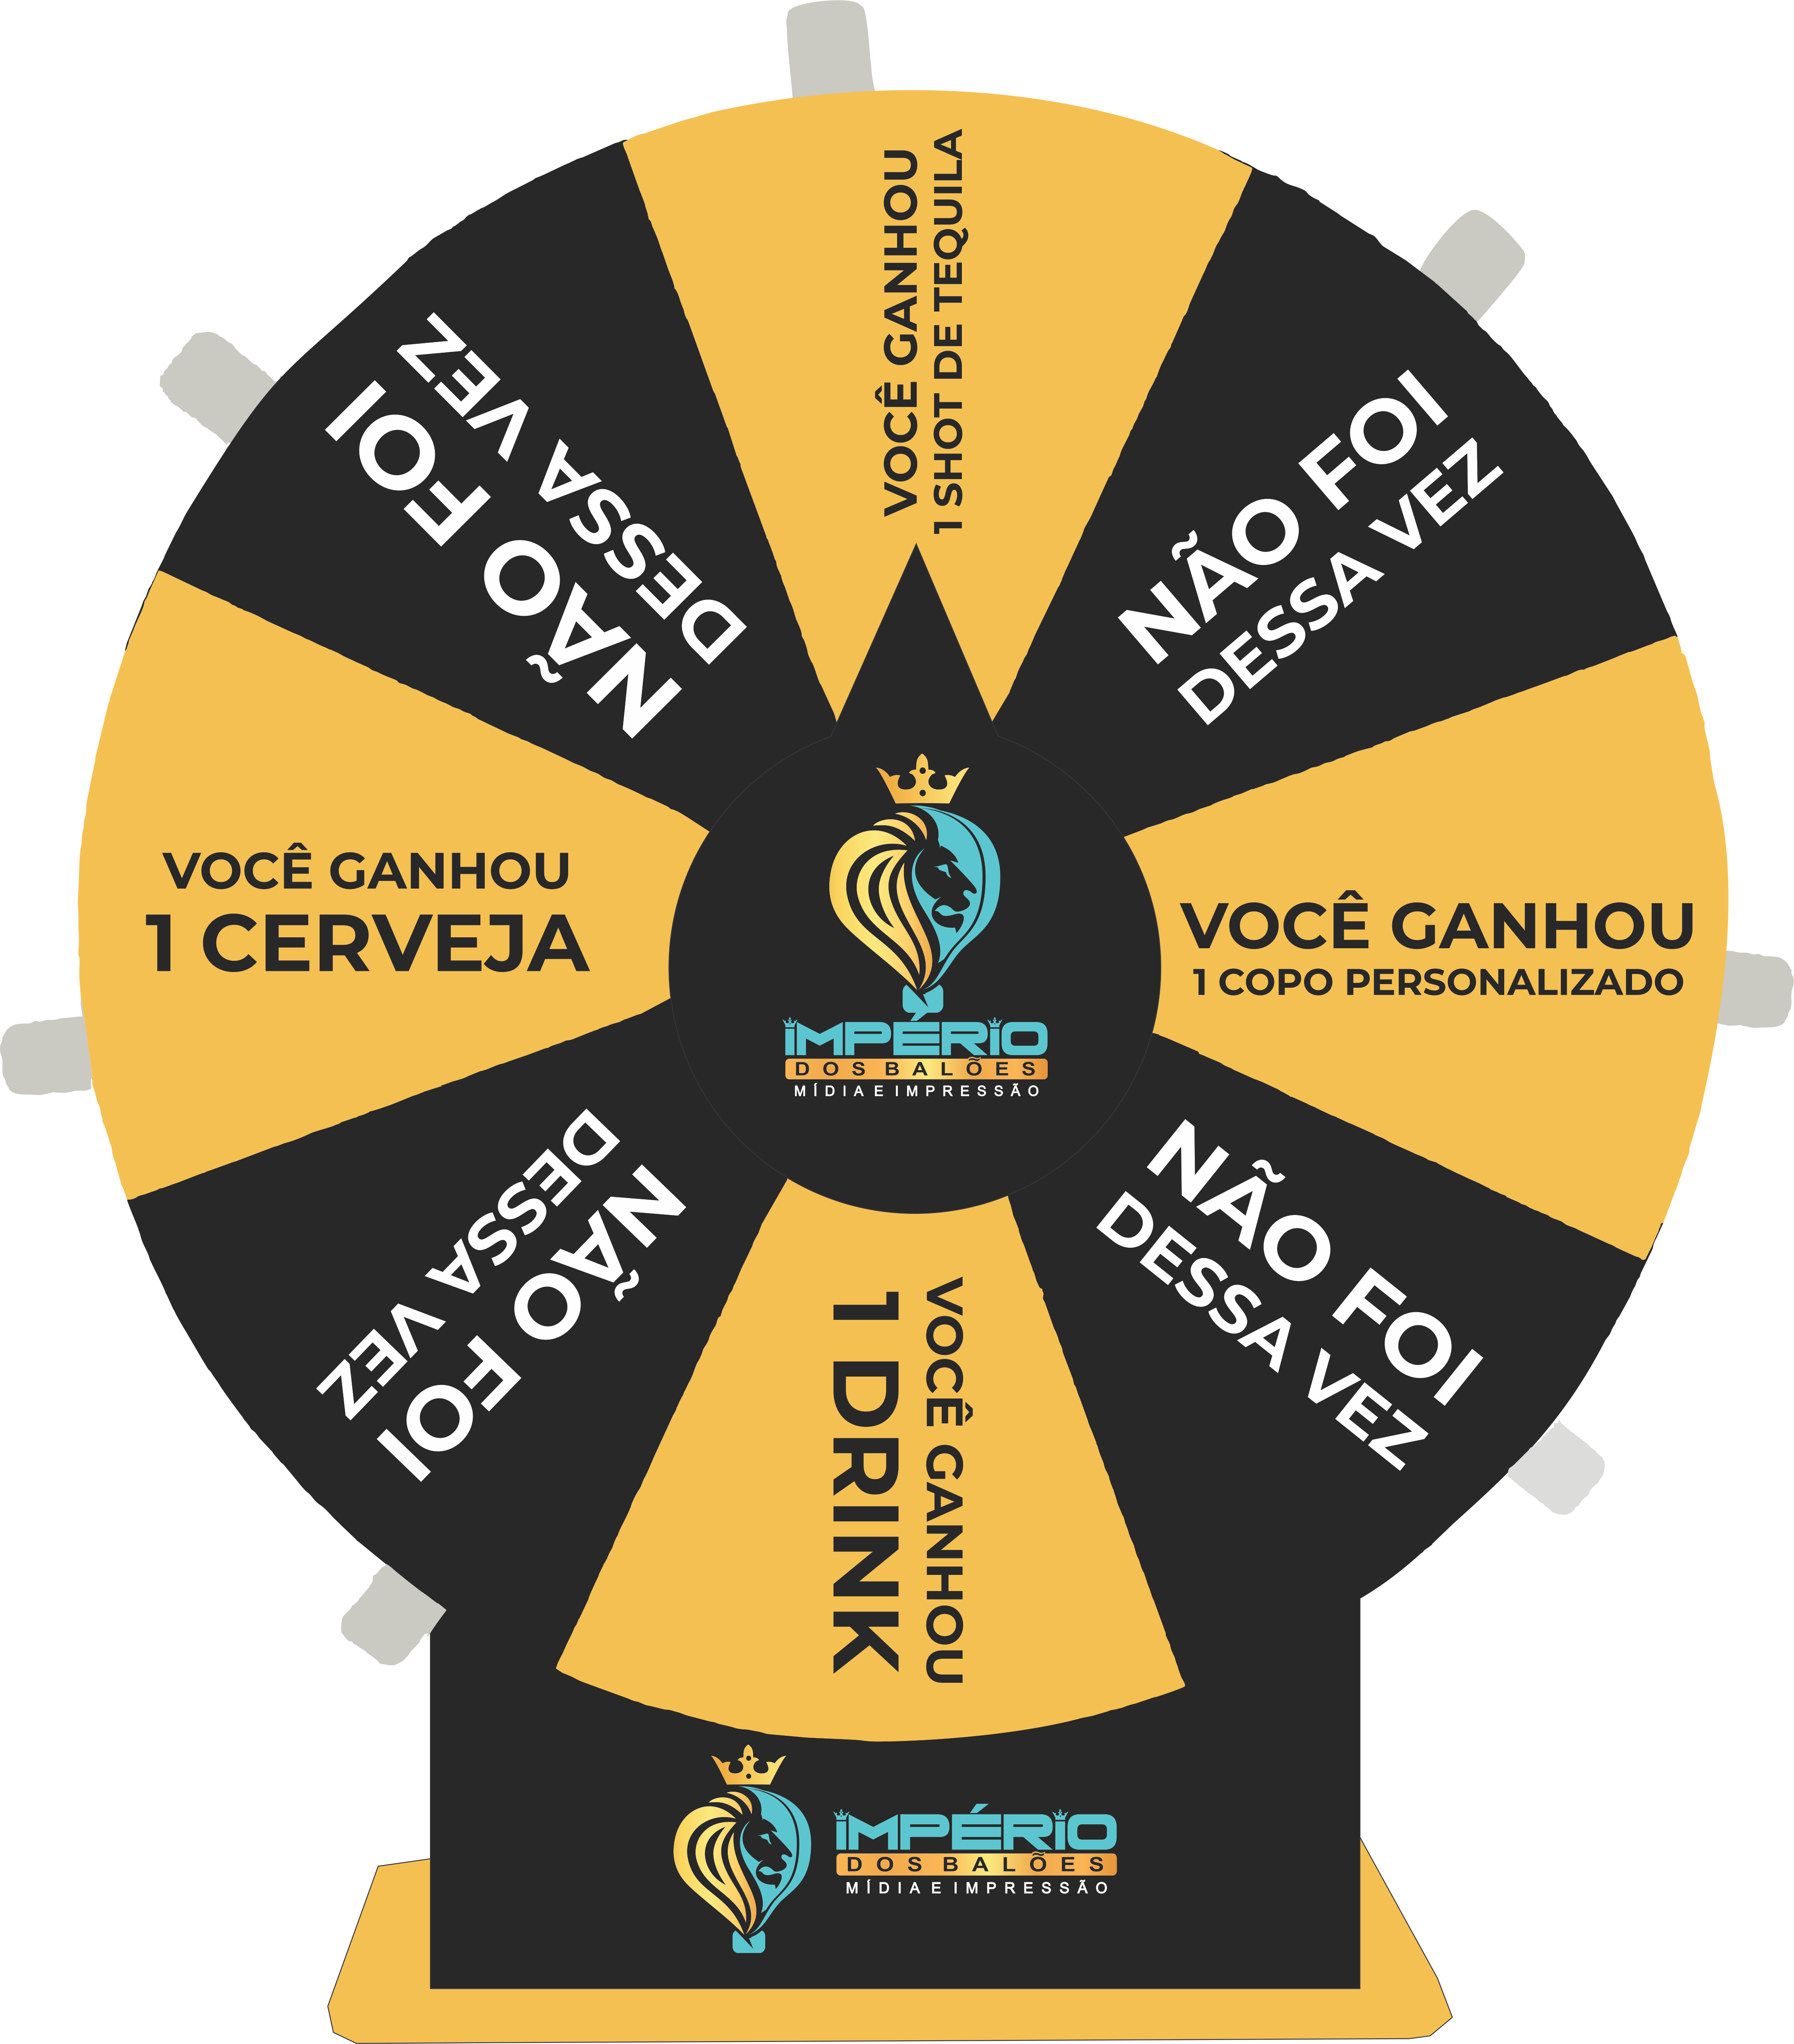 VOCÊ GANHOU
1 SHOT DE TEQUILA
NÃO FOI
DESSA VEZ
VOCÊ GANHOU
1 COPO PERSONALIZADO
NÃO FOI
DESSA VEZ
VOCÊ GANHOU
1 DRINK
NÃO FOI
DESSA VEZ
VOCÊ GANHOU
1 CERVEJA
NÃO FOI
DESSA VEZ
IMPÉRIO
DOS BALÕES
MÍDIA E IMPRESSÃO
IMPÉRIO
DOS BALÕES
MÍDIA E IMPRESSÃO